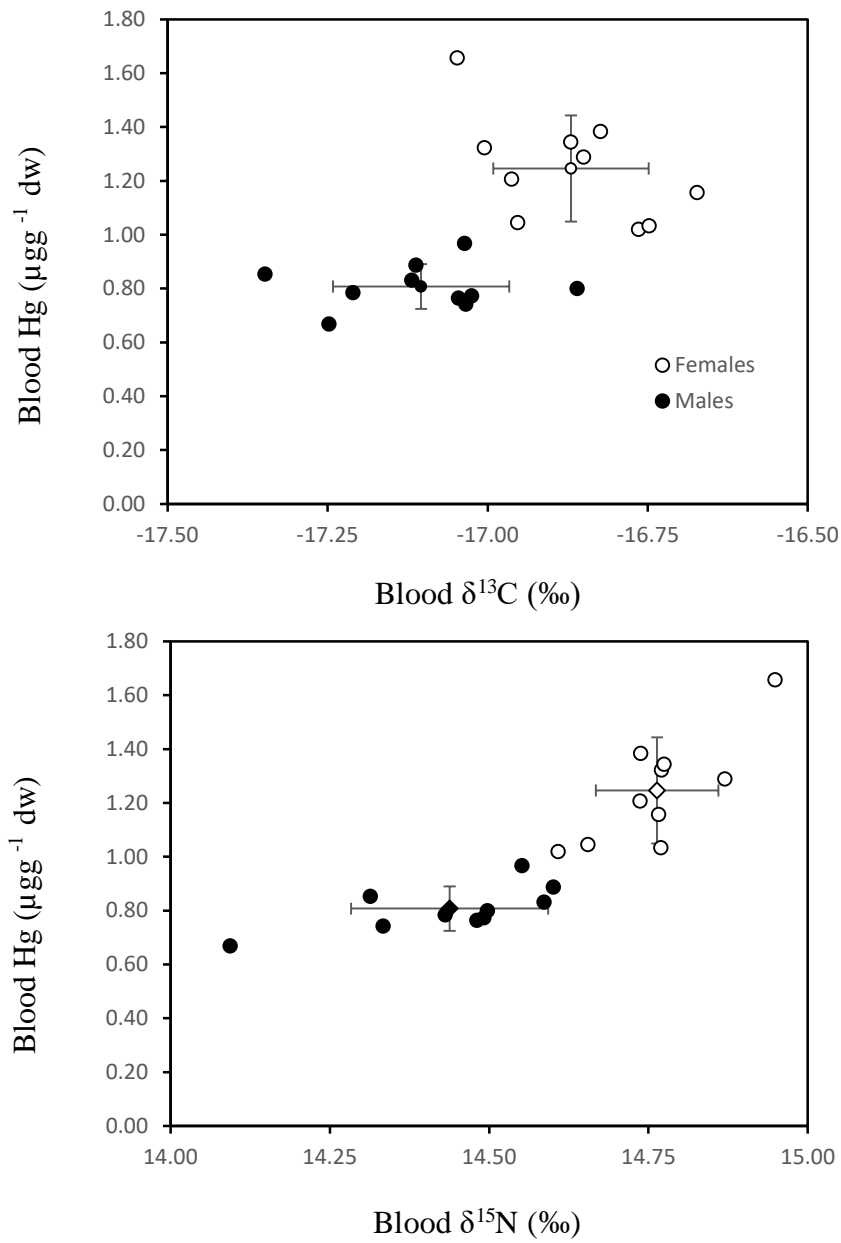 1.80
1.60
1.40
1.20
1.00
0.80
0.60
0.40
0.20
0.00
Blood Hg (µgg⁻¹ dw)
Females
Males
-17.50 -17.25 -17.00 -16.75 -16.50
Blood δ¹³C (‰)
1.80
1.60
1.40
1.20
1.00
0.80
0.60
0.40
0.20
0.00
Blood Hg (µgg⁻¹ dw)
14.00 14.25 14.50 14.75 15.00
Blood δ¹⁵N (‰)